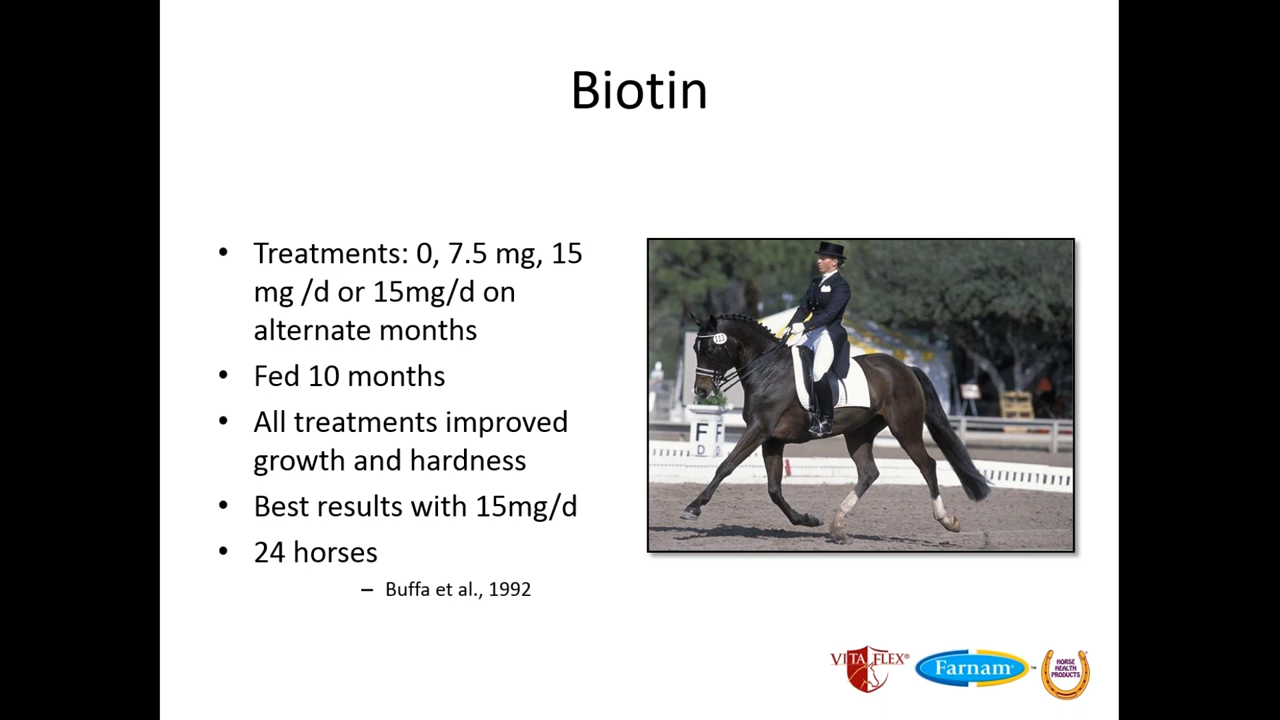 Biotin
• Treatments: 0, 7.5 mg, 15
mg /d or 15mg/d on
alternate months
• Fed 10 months
• All treatments improved
growth and hardness
• Best results with 15mg/d
• 24 horses
– Buffa et al., 1992
F
D
F
VITA FLEX®
Farnam™
HORSE
HEALTH
PRODUCTS